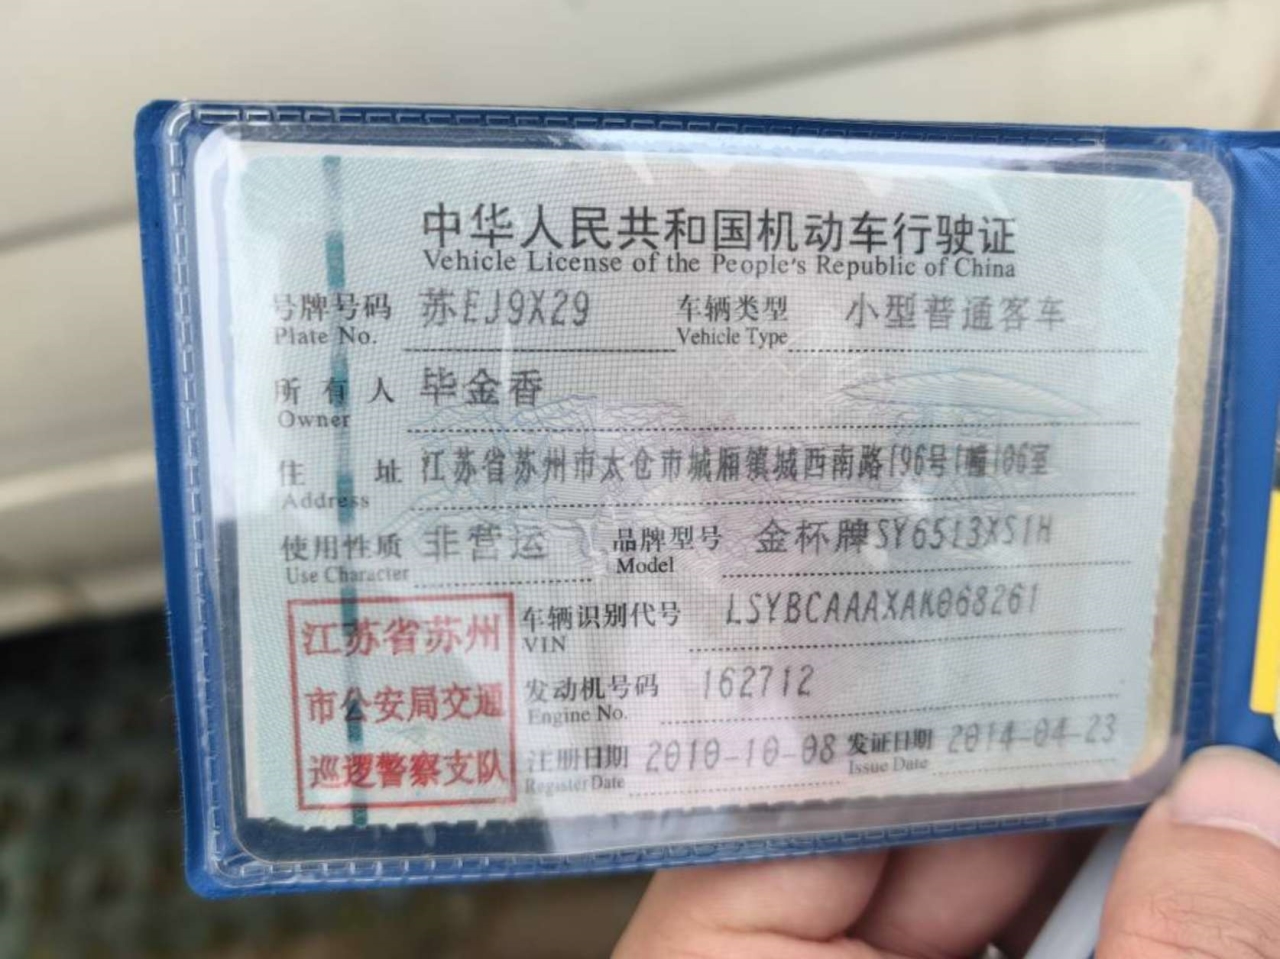 中华人民共和国机动车行驶证
Vehicle License of the People's Republic of China
号牌号码 苏EJ9X29 车辆类型 小型普通客车
Plate No. Vehicle Type
所有人 毕金香
Owner
住址 江苏省苏州市太仓市城厢镇城西南路196号1幢106室
Address
使用性质 非营运 品牌型号 金杯牌SY6513XS1H
Use Character Model
江苏省苏州
市公安局交通
巡逻警察支队
车辆识别代号 LSYBCAAAXAK068261
VIN
发动机号码 162712
Engine No.
注册日期 2010-10-08 发证日期 2014-04-23
Register Date Issue Date